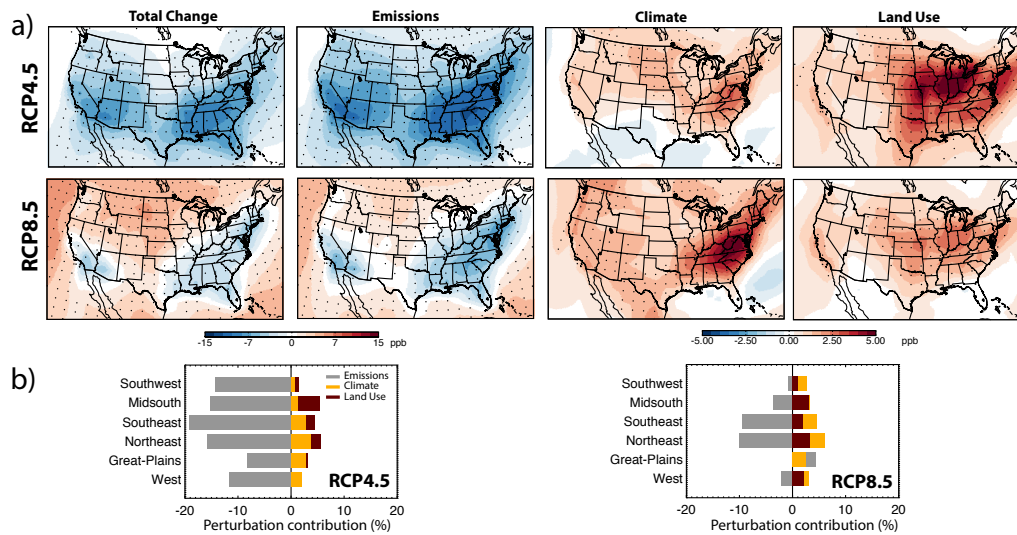 a)
Total Change
Emissions
Climate
Land Use
RCP4.5
RCP8.5
-15 -7 0 7 15 ppb
-5.00 -2.50 0.00 2.50 5.00 ppb
b)
Southwest
Midsouth
Southeast
Northeast
Great-Plains
West
Emissions
Climate
Land Use
RCP4.5
-20 -10 0 10 20
Perturbation contribution (%)
Southwest
Midsouth
Southeast
Northeast
Great-Plains
West
RCP8.5
-20 -10 0 10 20
Perturbation contribution (%)